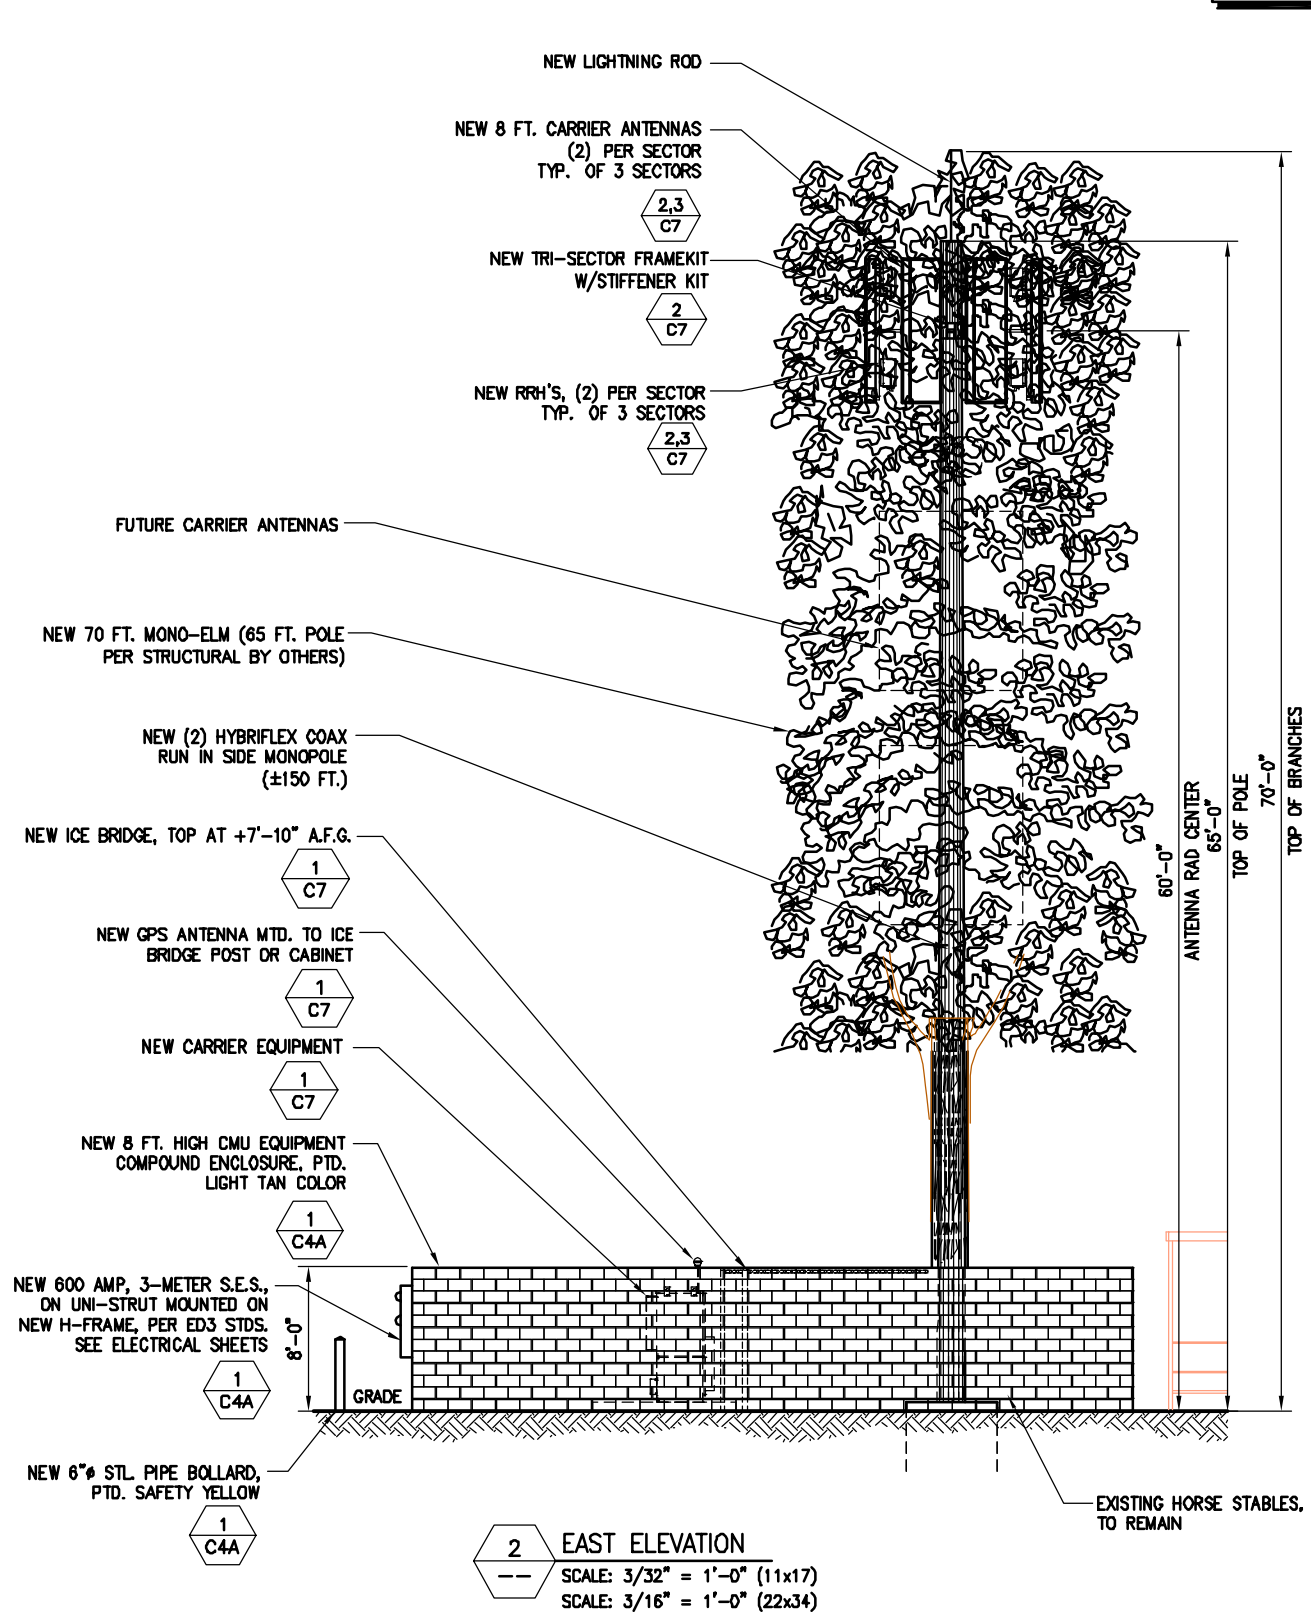 NEW LIGHTNING ROD
NEW 8 FT. CARRIER ANTENNAS
(2) PER SECTOR
TYP. OF 3 SECTORS
2,3
C7
NEW TRI-SECTOR FRAMEKIT
W/STIFFENER KIT
2
C7
NEW RRH'S, (2) PER SECTOR
TYP. OF 3 SECTORS
2,3
C7
FUTURE CARRIER ANTENNAS
NEW 70 FT. MONO-ELM (65 FT. POLE
PER STRUCTURAL BY OTHERS)
NEW (2) HYBRIFLEX COAX
RUN IN SIDE MONOPOLE
(±150 FT.)
NEW ICE BRIDGE, TOP AT +7'-10" A.F.G.
1
C7
NEW GPS ANTENNA MTD. TO ICE
BRIDGE POST OR CABINET
1
C7
NEW CARRIER EQUIPMENT
1
C7
NEW 8 FT. HIGH CMU EQUIPMENT
COMPOUND ENCLOSURE, PTD.
LIGHT TAN COLOR
1
C4A
NEW 600 AMP, 3-METER S.E.S.,
ON UNI-STRUT MOUNTED ON
NEW H-FRAME, PER ED3 STDS.
SEE ELECTRICAL SHEETS
1
C4A
8'-0"
GRADE
NEW 6"ø STL. PIPE BOLLARD,
PTD. SAFETY YELLOW
1
C4A
60'-0"
ANTENNA RAD CENTER
65'-0"
TOP OF POLE
70'-0"
TOP OF BRANCHES
EXISTING HORSE STABLES,
TO REMAIN
2
--
EAST ELEVATION
SCALE: 3/32" = 1'-0" (11x17)
SCALE: 3/16" = 1'-0" (22x34)